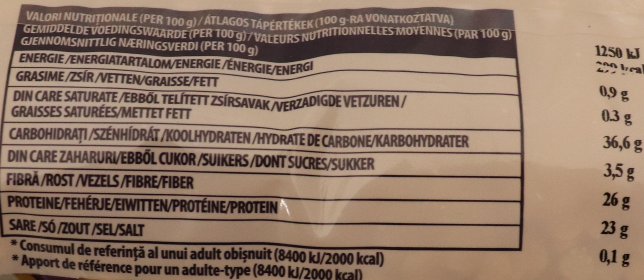 VALORI NUTRIȚIONALE (PER 100 g)/ÁTLAGOS TÁPÉRTÉKEK (100 g-RA VONATKOZTATVA)
GEMIDDELDE VOEDINGSWAARDE (PER 100 g)/VALEURS NUTRITIONNELLES MOYENNES (PAR 100 g)
GJENNOMSNITTLIG NÆRINGSVERDI (PER 100 g)
ENERGIE/ENERGIATARTALOM/ENERGIE/ÉNERGIE/ENERGI 1250 kJ
GRASIME/ZSÍR/VETTEN/GRAISSE/FETT 0,9 g
DIN CARE SATURATE/EBBŐL TELÍTETT ZSÍRSAVAK/VERZADIGDE VETZUREN/
GRAISSES SATURÉES/METTET FETT 0.3 g
CARBOHIDRAȚI/SZÉNHÍDRÁT/KOOLHYDRATEN/HYDRATE DE CARBONE/KARBOHYDRATER 36,6 g
DIN CARE ZAHARURI/EBBŐL CUKOR/SUIKERS/DONT SUCRES/SUKKER 3,5 g
FIBRĂ/ROST/VEZELS/FIBRE/FIBER 26 g
PROTEINE/FEHÉRJE/EIWITTEN/PROTÉINE/PROTEIN 23 g
SARE/SÓ/ZOUT/SEL/SALT 0,1 g
* Consumul de referință al unui adult obișnuit (8400 kJ/2000 kcal)
* Apport de référence pour un adulte-type (8400 kJ/2000 kcal)